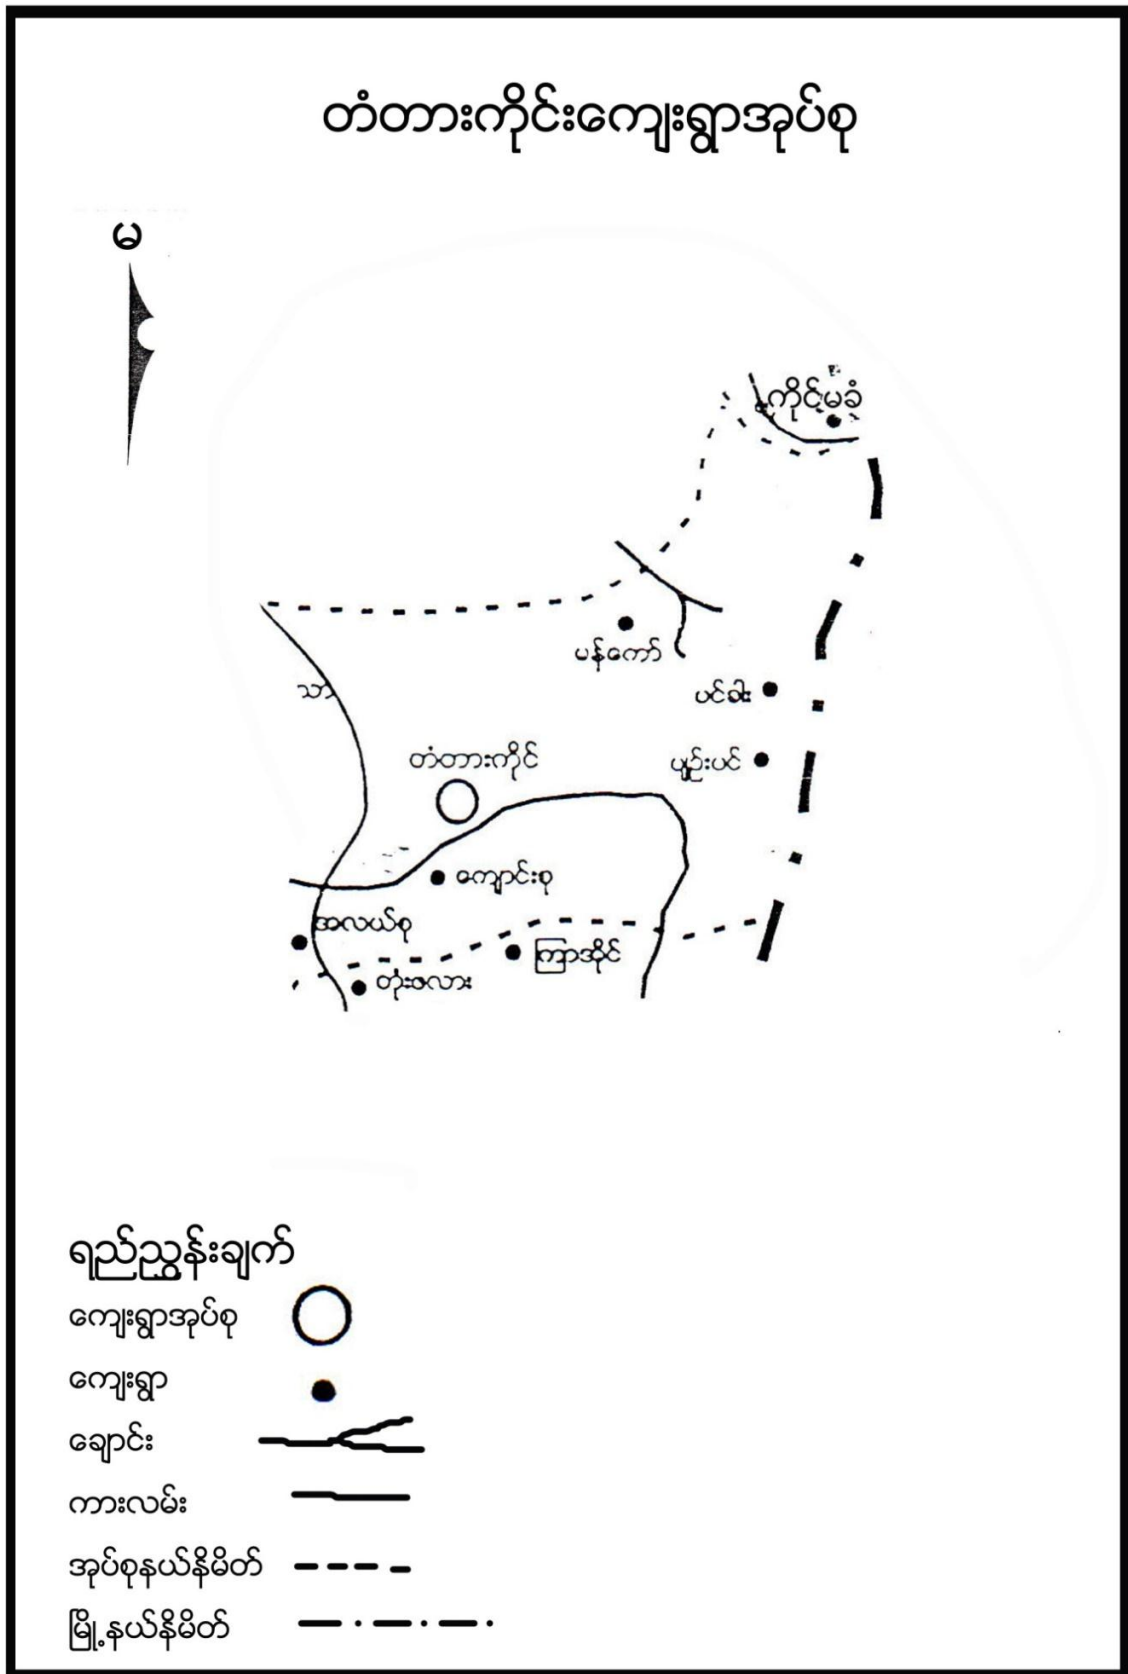 တံတားကိုင်းကျေးရွာအုပ်စု
မ
ကိုင်မခံ
မန်ကော်
သာ
ပင်ခါး
တံတားကိုင်
ပျဉ်းပင်
ကျောင်းစု
အလယ်စု
ကြာအိုင်
တုံးဇလား
ရည်ညွှန်းချက်
ကျေးရွာအုပ်စု
ကျေးရွာ
ချောင်း
ကားလမ်း
အုပ်စုနယ်နိမိတ်
မြို့နယ်နိမိတ်